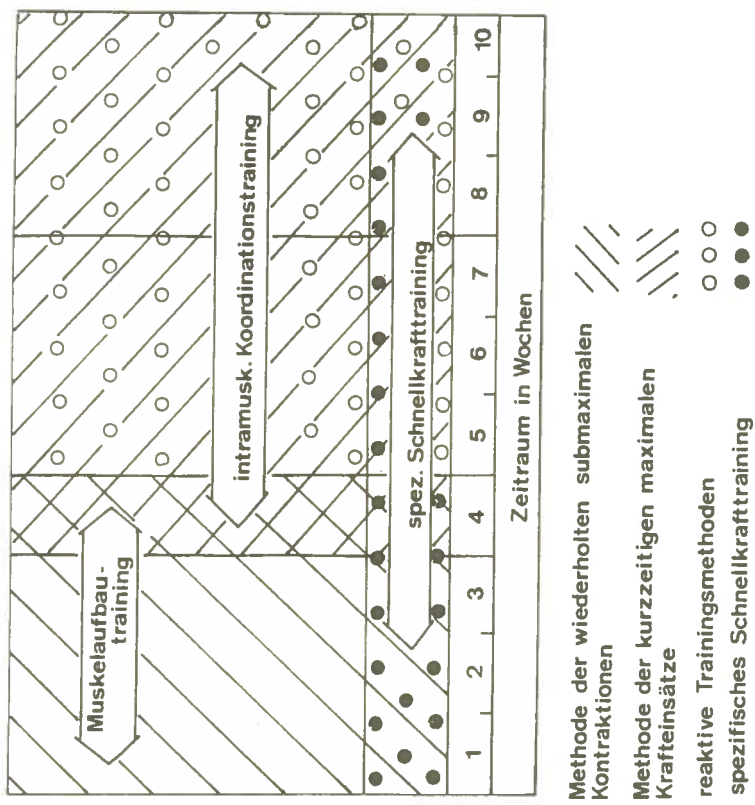 Muskelaufbau-
training
intramusk. Koordinationstraining
spez. Schnellkrafttraining
1 2 3 4 5 6 7 8 9 10
Zeitraum in Wochen
Methode der wiederholten submaximalen
Kontraktionen
Methode der kurzzeitigen maximalen
Krafteinsätze
reaktive Trainingsmethoden
spezifisches Schnellkrafttraining